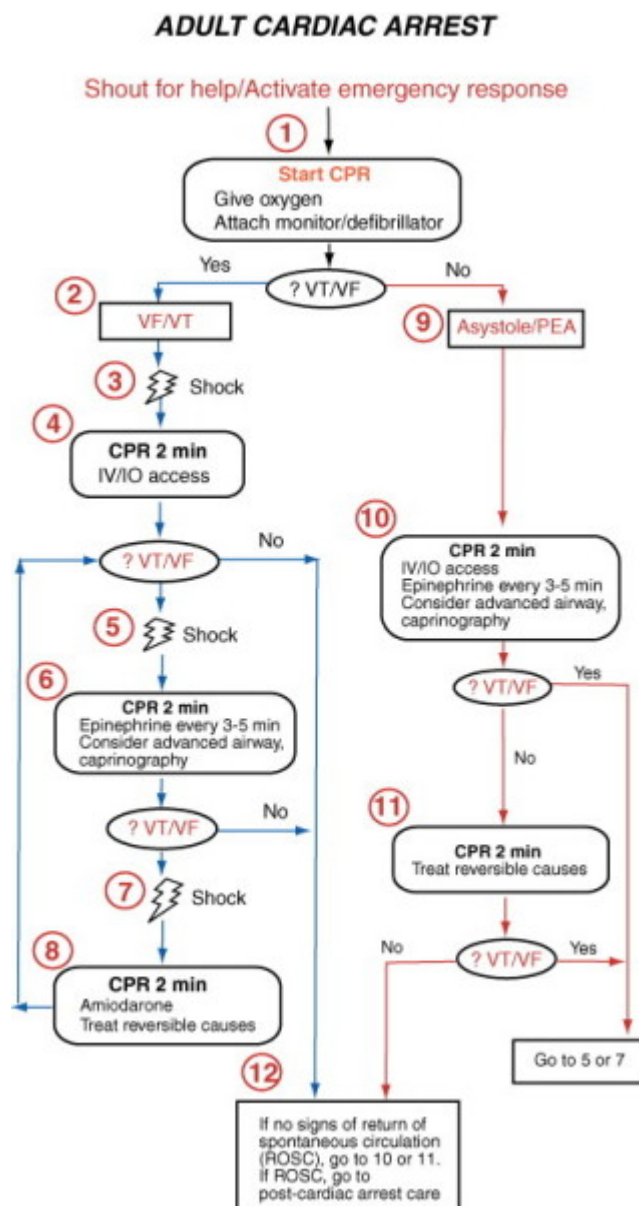 ADULT CARDIAC ARREST
Shout for help/Activate emergency response
1
Start CPR
Give oxygen
Attach monitor/defibrillator
? VT/VF
Yes
No
2
VF/VT
3
Shock
4
CPR 2 min
IV/IO access
? VT/VF
No
5
Shock
6
CPR 2 min
Epinephrine every 3-5 min
Consider advanced airway,
caprinography
? VT/VF
No
7
Shock
8
CPR 2 min
Amiodarone
Treat reversible causes
9
Asystole/PEA
10
CPR 2 min
IV/IO access
Epinephrine every 3-5 min
Consider advanced airway,
caprinography
? VT/VF
Yes
No
11
CPR 2 min
Treat reversible causes
No
? VT/VF
Yes
Go to 5 or 7
12
If no signs of return of
spontaneous circulation
(ROSC), go to 10 or 11.
If ROSC, go to
post-cardiac arrest care